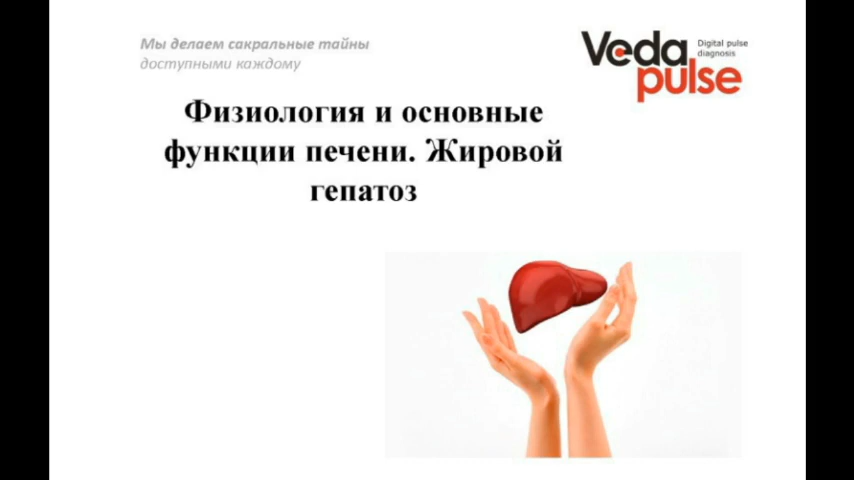 Мы делаем сакральные тайны
доступными каждому
Veda
pulse
Digital pulse
diagnosis
Физиология и основные
функции печени. Жировой
гепатоз